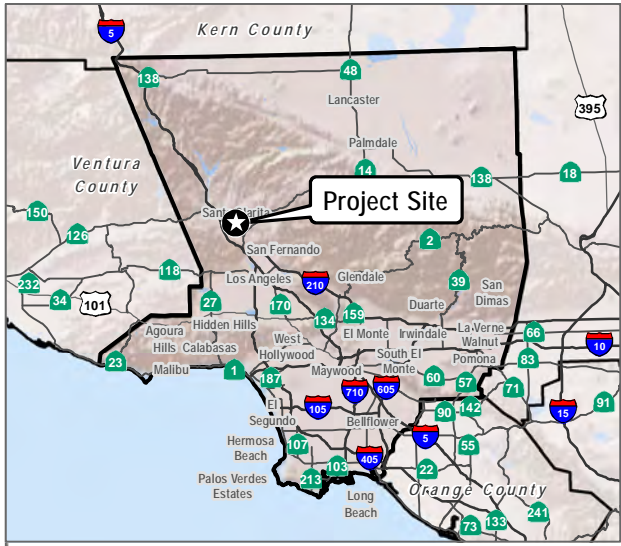 Kern County
5
138
48
Lancaster
395
Palmdale
Ventura
County
14
138
18
Project Site
150
Santa Clarita
126
2
San Fernando
118
Los Angeles
210
Glendale
39
San
Dimas
232
34
101
27
170
134
159
Duarte
Hidden Hills
El Monte
Irwindale
La Verne
66
Agoura
Hills
Calabasas
West
Hollywood
Walnut
10
23
Malibu
1
187
Maywood
South El
Monte
Pomona
83
60
57
71
710
605
El
Segundo
105
Bellflower
90
142
15
91
5
Hermosa
Beach
107
55
405
103
22
Palos Verdes
Estates
213
Long
Beach
Orange County
73
133
241